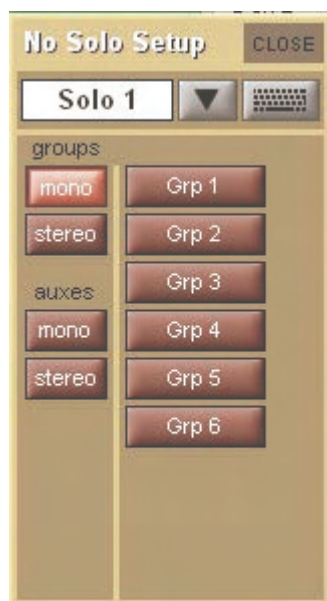 No Solo Setup CLOSE
Solo 1
groups
mono
stereo
auxes
mono
stereo
Grp 1
Grp 2
Grp 3
Grp 4
Grp 5
Grp 6